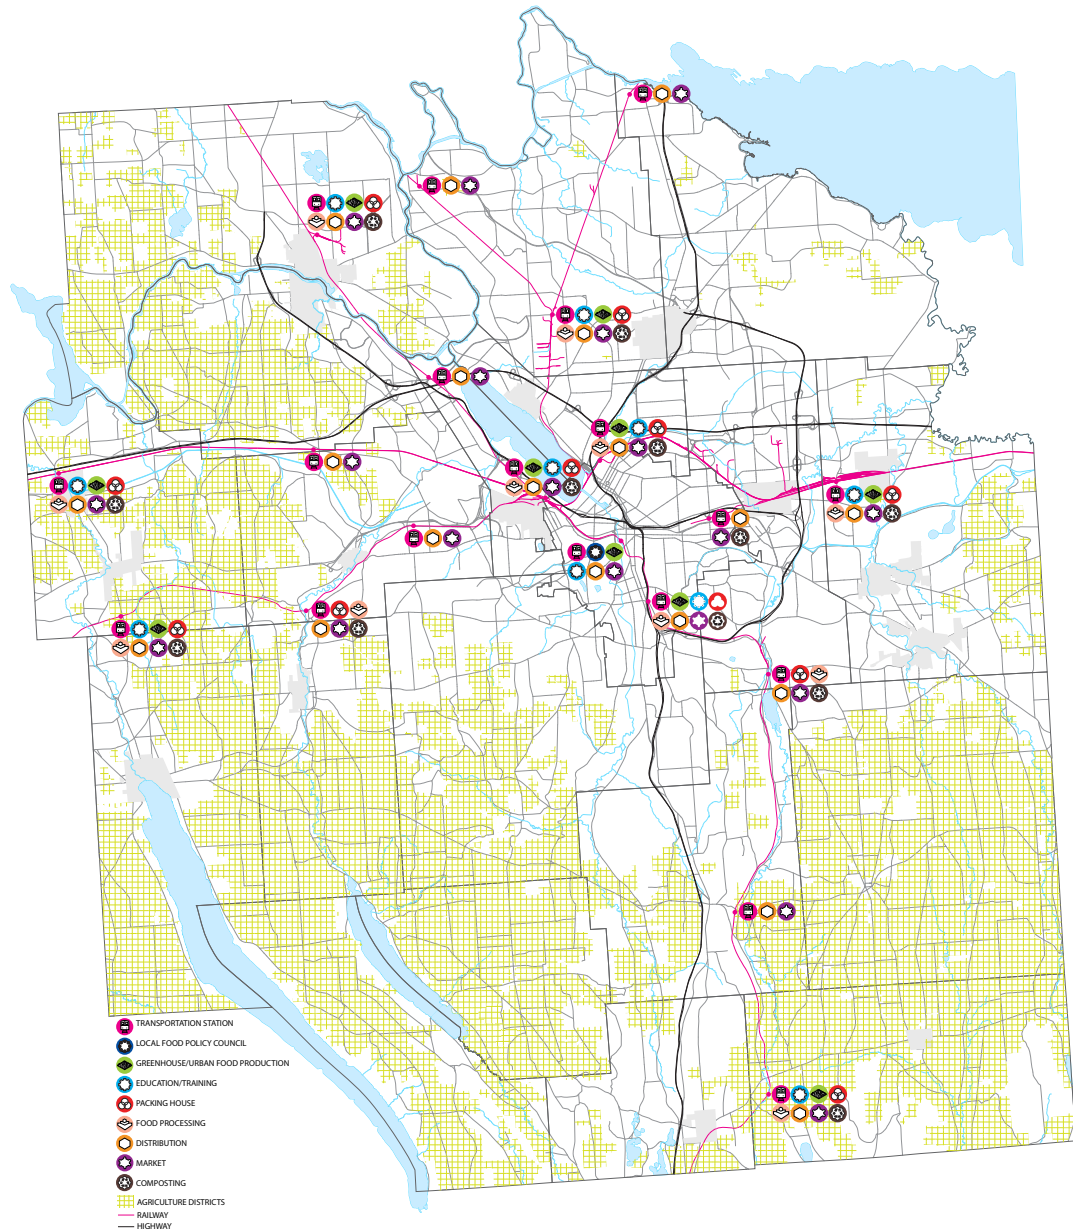 TRANSPORTATION STATION
LOCAL FOOD POLICY COUNCIL
GREENHOUSE/URBAN FOOD PRODUCTION
EDUCATION/TRAINING
PACKING HOUSE
FOOD PROCESSING
DISTRIBUTION
MARKET
COMPOSTING
AGRICULTURE DISTRICTS
RAILWAY
HIGHWAY